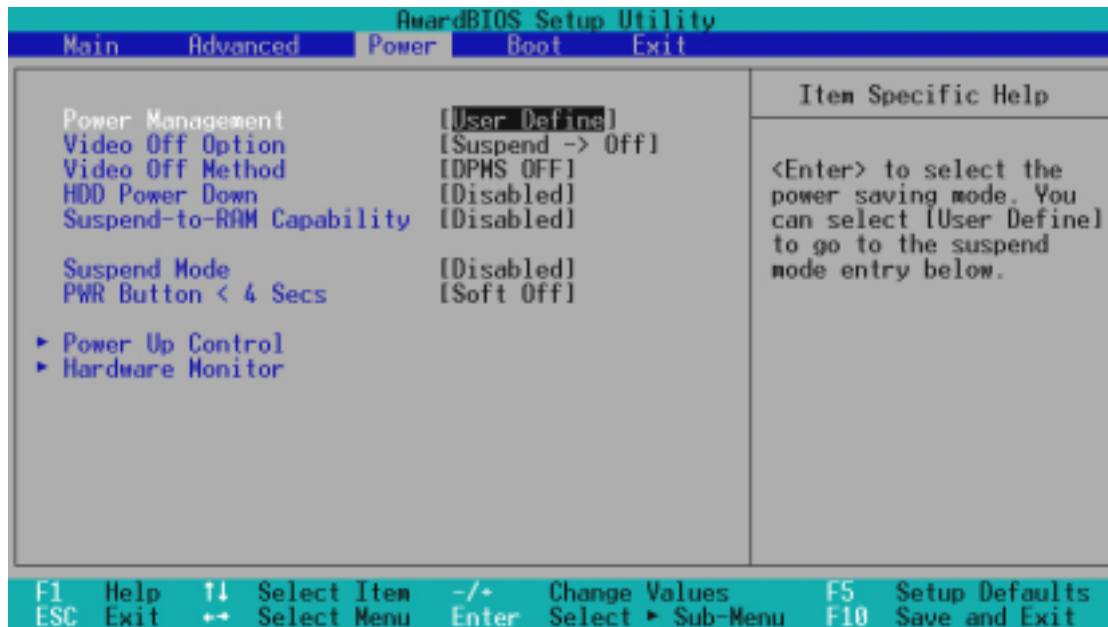 AwardBIOS Setup Utility
Main Advanced Power Boot Exit
Power Management [User Define]
Video Off Option [Suspend -> Off]
Video Off Method [DPMS OFF]
HDD Power Down [Disabled]
Suspend-to-RAM Capability [Disabled]
Suspend Mode [Disabled]
PWR Button < 4 Secs [Soft Off]
► Power Up Control
► Hardware Monitor
Item Specific Help
<Enter> to select the
power saving mode. You
can select [User Define]
to go to the suspend
mode entry below.
F1 Help ↑↓ Select Item -/+ Change Values F5 Setup Defaults
ESC Exit ←→ Select Menu Enter Select ► Sub-Menu F10 Save and Exit